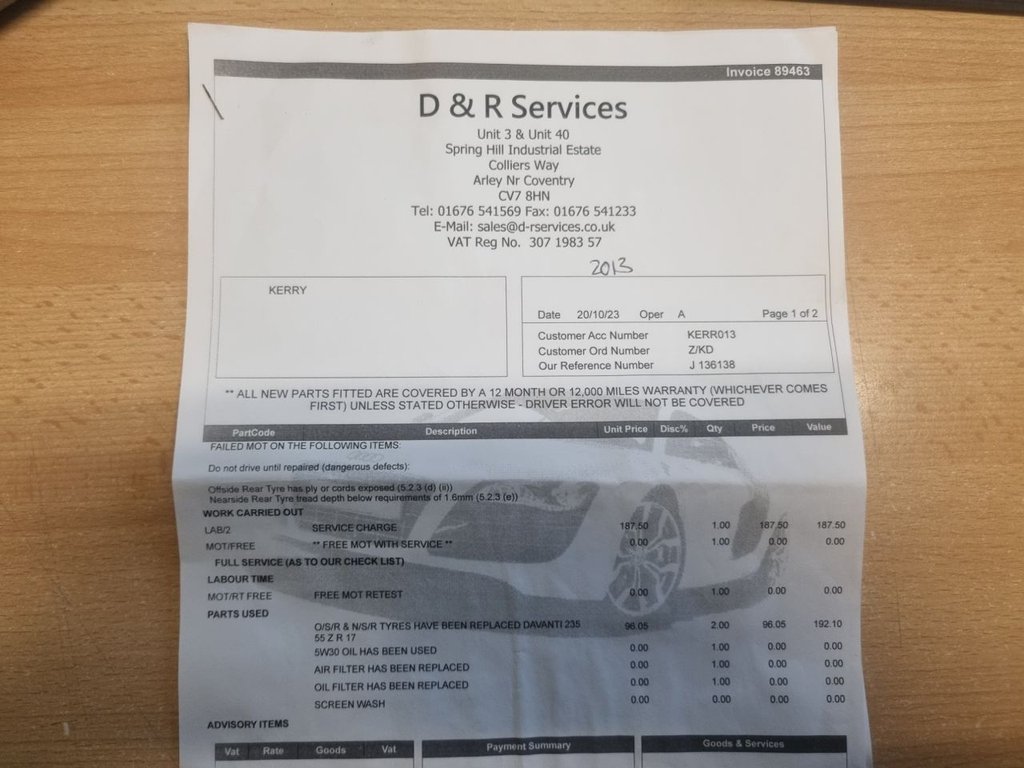 Invoice 89463
D & R Services
Unit 3 & Unit 40
Spring Hill Industrial Estate
Colliers Way
Arley Nr Coventry
CV7 8HN
Tel: 01676 541569 Fax: 01676 541233
E-Mail: sales@d-rservices.co.uk
VAT Reg No. 307 1983 57
2013
KERRY
Date 20/10/23 Oper A Page 1 of 2
Customer Acc Number KERR013
Customer Ord Number Z/KD
Our Reference Number J 136138
** ALL NEW PARTS FITTED ARE COVERED BY A 12 MONTH OR 12,000 MILES WARRANTY (WHICHEVER COMES
FIRST) UNLESS STATED OTHERWISE - DRIVER ERROR WILL NOT BE COVERED
PartCode Description Unit Price Disc% Qty Price Value
FAILED MOT ON THE FOLLOWING ITEMS:
Do not drive until repaired (dangerous defects):
Offside Rear Tyre has ply or cords exposed (5.2.3 (d) (ii))
Nearside Rear Tyre tread depth below requirements of 1.6mm (5.2.3 (e))
WORK CARRIED OUT
LAB/2 SERVICE CHARGE 187.50 1.00 187.50 187.50
MOT/FREE ** FREE MOT WITH SERVICE ** 0.00 1.00 0.00 0.00
FULL SERVICE (AS TO OUR CHECK LIST)
LABOUR TIME
MOT/RT FREE FREE MOT RETEST 0.00 1.00 0.00 0.00
PARTS USED
O/S/R & N/S/R TYRES HAVE BEEN REPLACED DAVANTI 235 96.05 2.00 96.05 192.10
55 Z R 17
5W30 OIL HAS BEEN USED 0.00 1.00 0.00 0.00
AIR FILTER HAS BEEN REPLACED 0.00 1.00 0.00 0.00
OIL FILTER HAS BEEN REPLACED 0.00 1.00 0.00 0.00
SCREEN WASH 0.00 0.00 0.00 0.00
ADVISORY ITEMS
Vat Rate Goods Vat Payment Summary Goods & Services